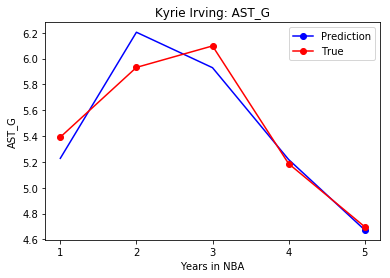 Kyrie Irving: AST_G
Prediction
True
6.2
6.0
5.8
5.6
5.4
5.2
5.0
4.8
4.6
AST_G
1 2 3 4 5
Years in NBA